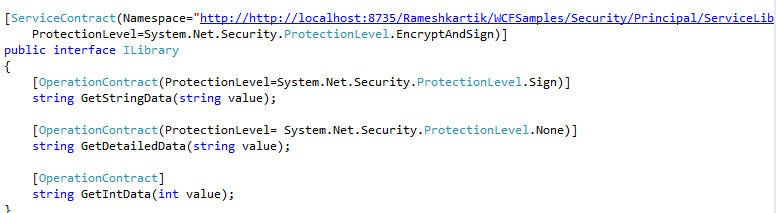 [ServiceContract(Namespace="http://http://localhost:8735/Rameshkartik/WCFSamples/Security/Principal/ServiceLib
ProtectionLevel=System.Net.Security.ProtectionLevel.EncryptAndSign)]
public interface ILibrary
{
[OperationContract(ProtectionLevel=System.Net.Security.ProtectionLevel.Sign)]
string GetStringData(string value);
[OperationContract(ProtectionLevel= System.Net.Security.ProtectionLevel.None)]
string GetDetailedData(string value);
[OperationContract]
string GetIntData(int value);
}